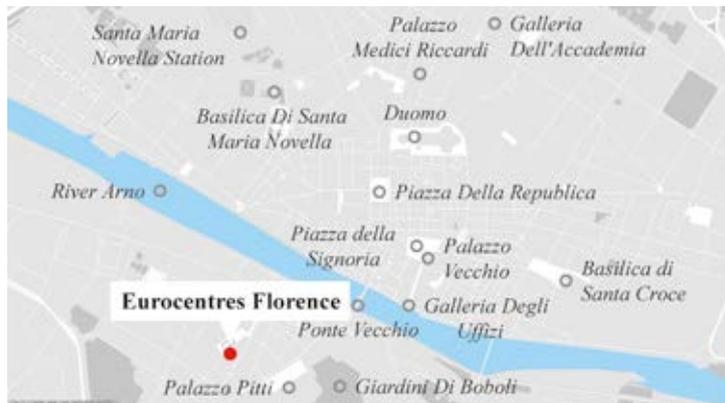 Santa Maria
Novella Station
Palazzo
Medici Riccardi
Galleria
Dell'Accademia
Basilica Di Santa
Maria Novella
Duomo
River Arno
Piazza Della Republica
Piazza della
Signoria
Palazzo
Vecchio
Basilica di
Santa Croce
Eurocentres Florence
Ponte Vecchio
Galleria Degli
Uffizi
Palazzo Pitti
Giardini Di Boboli